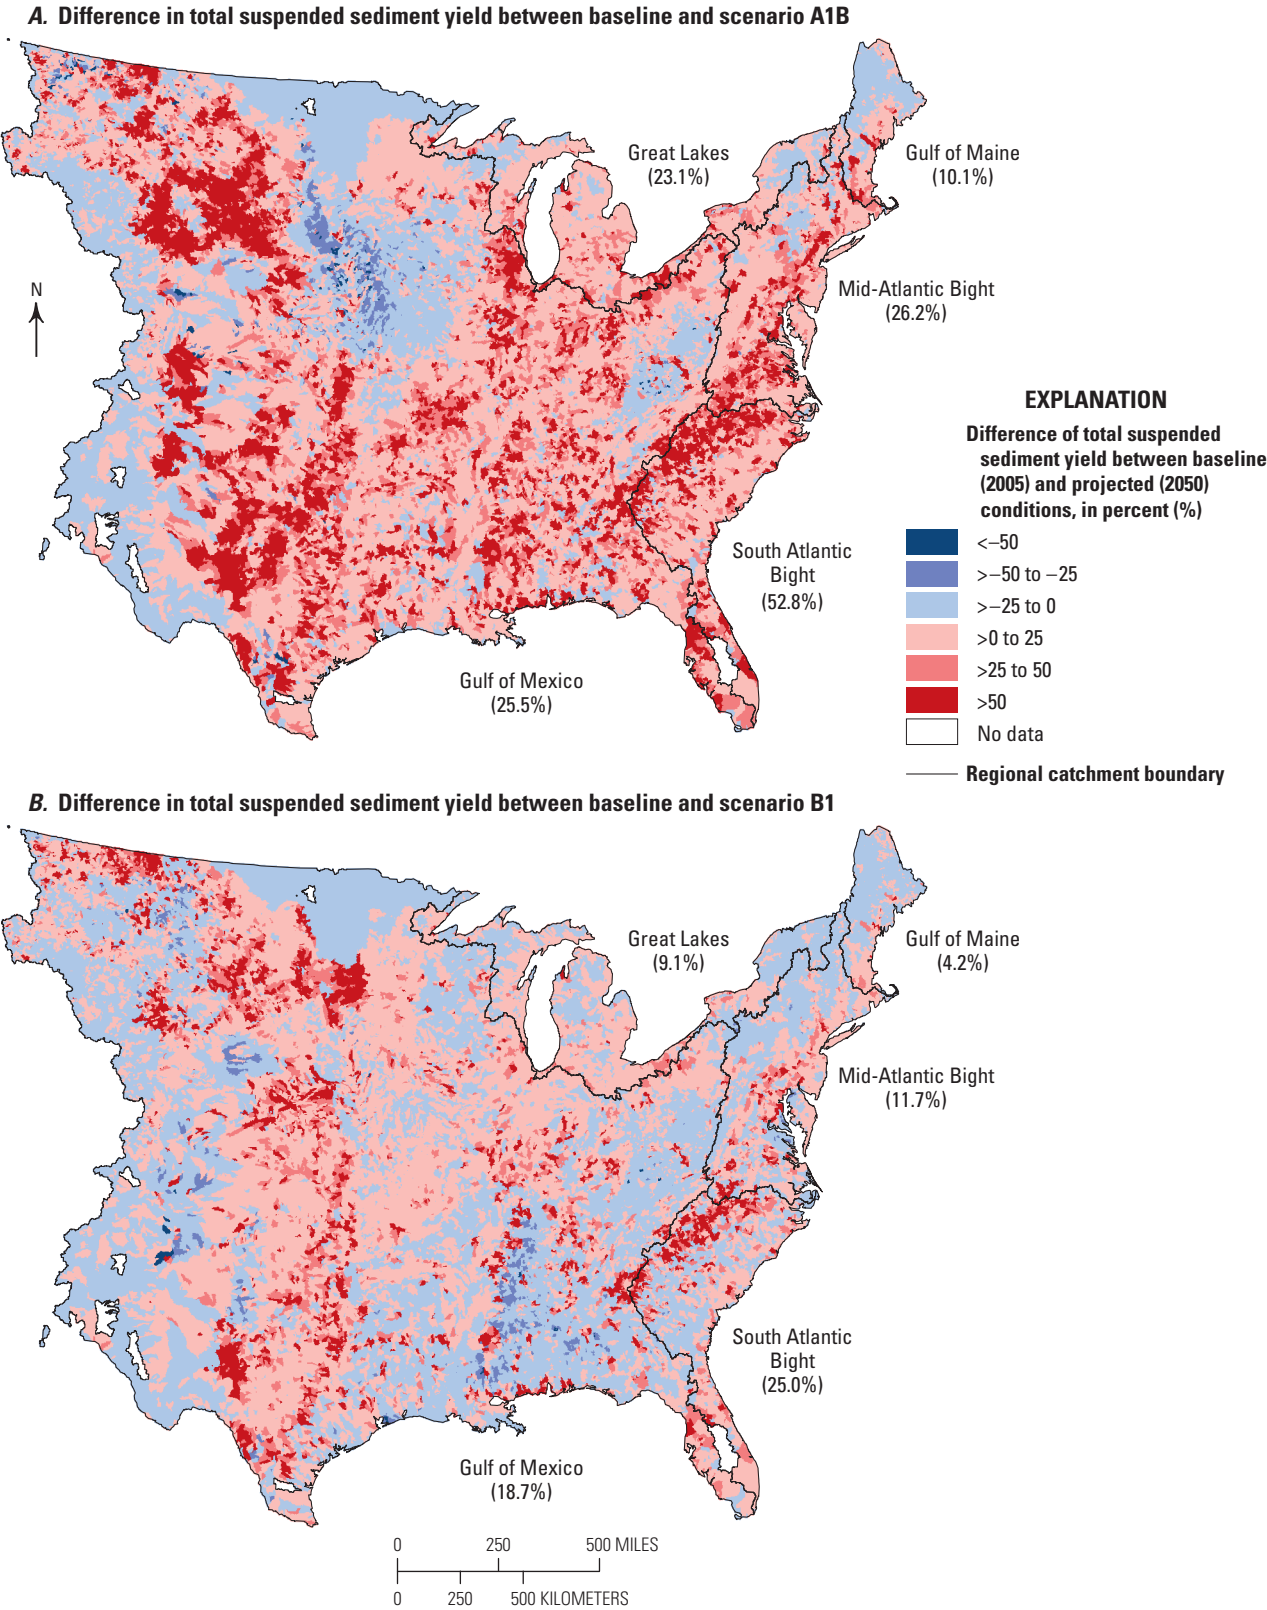 A. Difference in total suspended sediment yield between baseline and scenario A1B
Great Lakes
(23.1%)
Gulf of Maine
(10.1%)
N
Mid-Atlantic Bight
(26.2%)
EXPLANATION
Difference of total suspended
sediment yield between baseline
(2005) and projected (2050)
conditions, in percent (%)
<–50
>–50 to –25
>–25 to 0
>0 to 25
>25 to 50
>50
No data
Regional catchment boundary
South Atlantic
Bight
(52.8%)
Gulf of Mexico
(25.5%)
B. Difference in total suspended sediment yield between baseline and scenario B1
Great Lakes
(9.1%)
Gulf of Maine
(4.2%)
Mid-Atlantic Bight
(11.7%)
South Atlantic
Bight
(25.0%)
Gulf of Mexico
(18.7%)
0 250 500 MILES
0 250 500 KILOMETERS